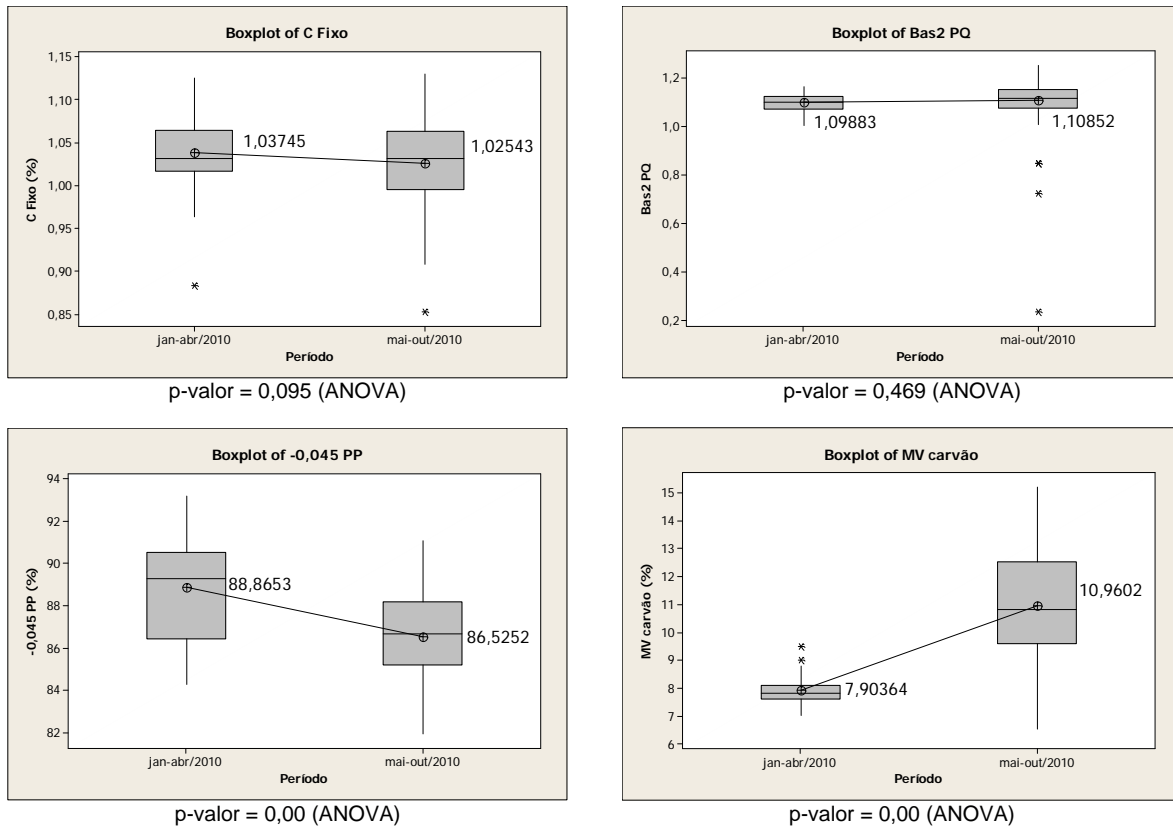 Boxplot of C Fixo
1,15
1,10
1,05
1,00
0,95
0,90
0,85
C Fixo (%)
1,03745
1,02543
jan-abr/2010
mai-out/2010
Período
p-valor = 0,095 (ANOVA)
Boxplot of Bas2 PQ
1,2
1,0
0,8
0,6
0,4
0,2
Bas2 PQ
1,09883
1,10852
jan-abr/2010
mai-out/2010
Período
p-valor = 0,469 (ANOVA)
Boxplot of -0,045 PP
94
92
90
88
86
84
82
-0,045 PP (%)
88,8653
86,5252
jan-abr/2010
mai-out/2010
Período
p-valor = 0,00 (ANOVA)
Boxplot of MV carvão
15
14
13
12
11
10
9
8
7
6
MV carvão (%)
7,90364
10,9602
jan-abr/2010
mai-out/2010
Período
p-valor = 0,00 (ANOVA)